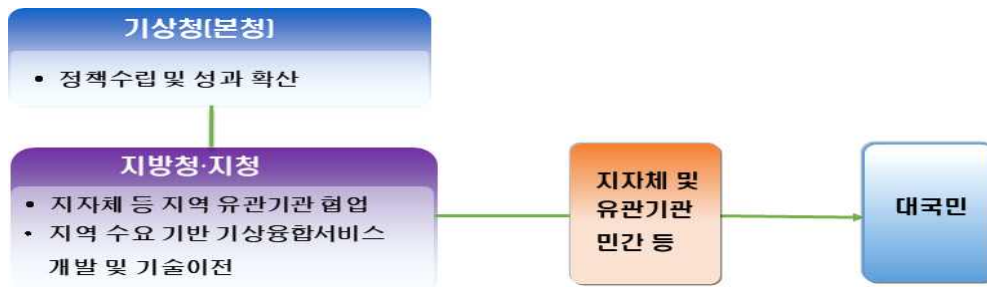 기상청(본청)
• 정책수립 및 성과 확산
지방청·지청
• 지자체 등 지역 유관기관 협업
• 지역 수요 기반 기상융합서비스
개발 및 기술이전
지자체 및
유관기관
민간 등
대국민